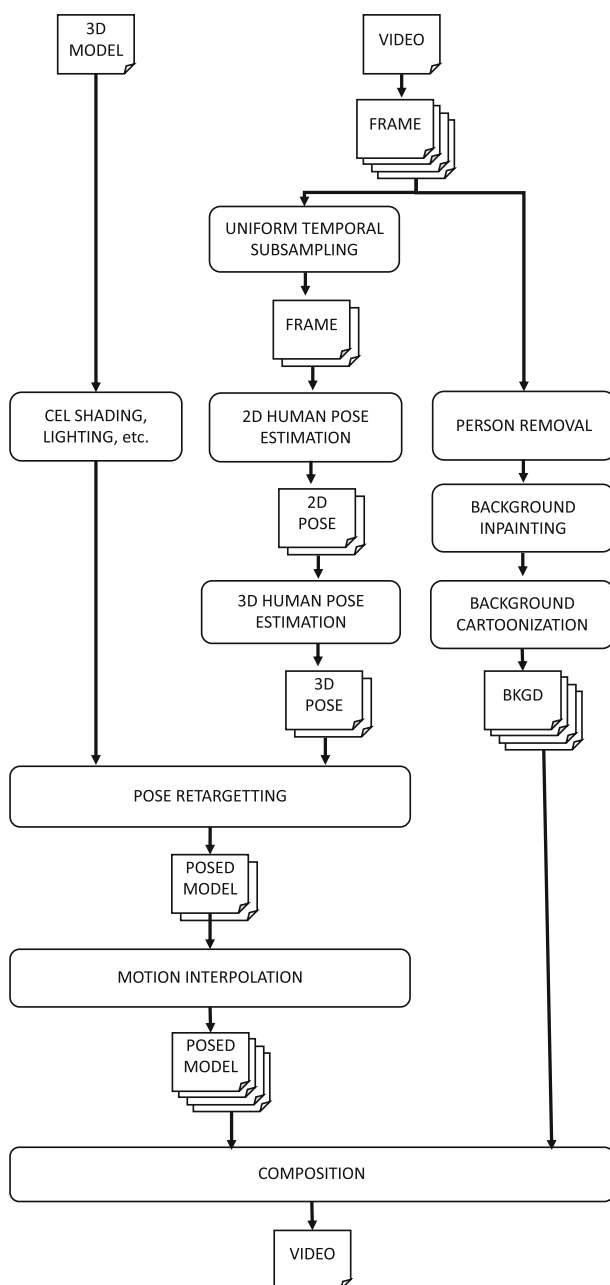 3D
MODEL
VIDEO
FRAME
UNIFORM TEMPORAL
SUBSAMPLING
FRAME
CEL SHADING,
LIGHTING, etc.
2D HUMAN POSE
ESTIMATION
PERSON REMOVAL
2D
POSE
BACKGROUND
INPAINTING
3D HUMAN POSE
ESTIMATION
BACKGROUND
CARTOONIZATION
3D
POSE
BKGD
POSE RETARGETTING
POSED
MODEL
MOTION INTERPOLATION
POSED
MODEL
COMPOSITION
VIDEO